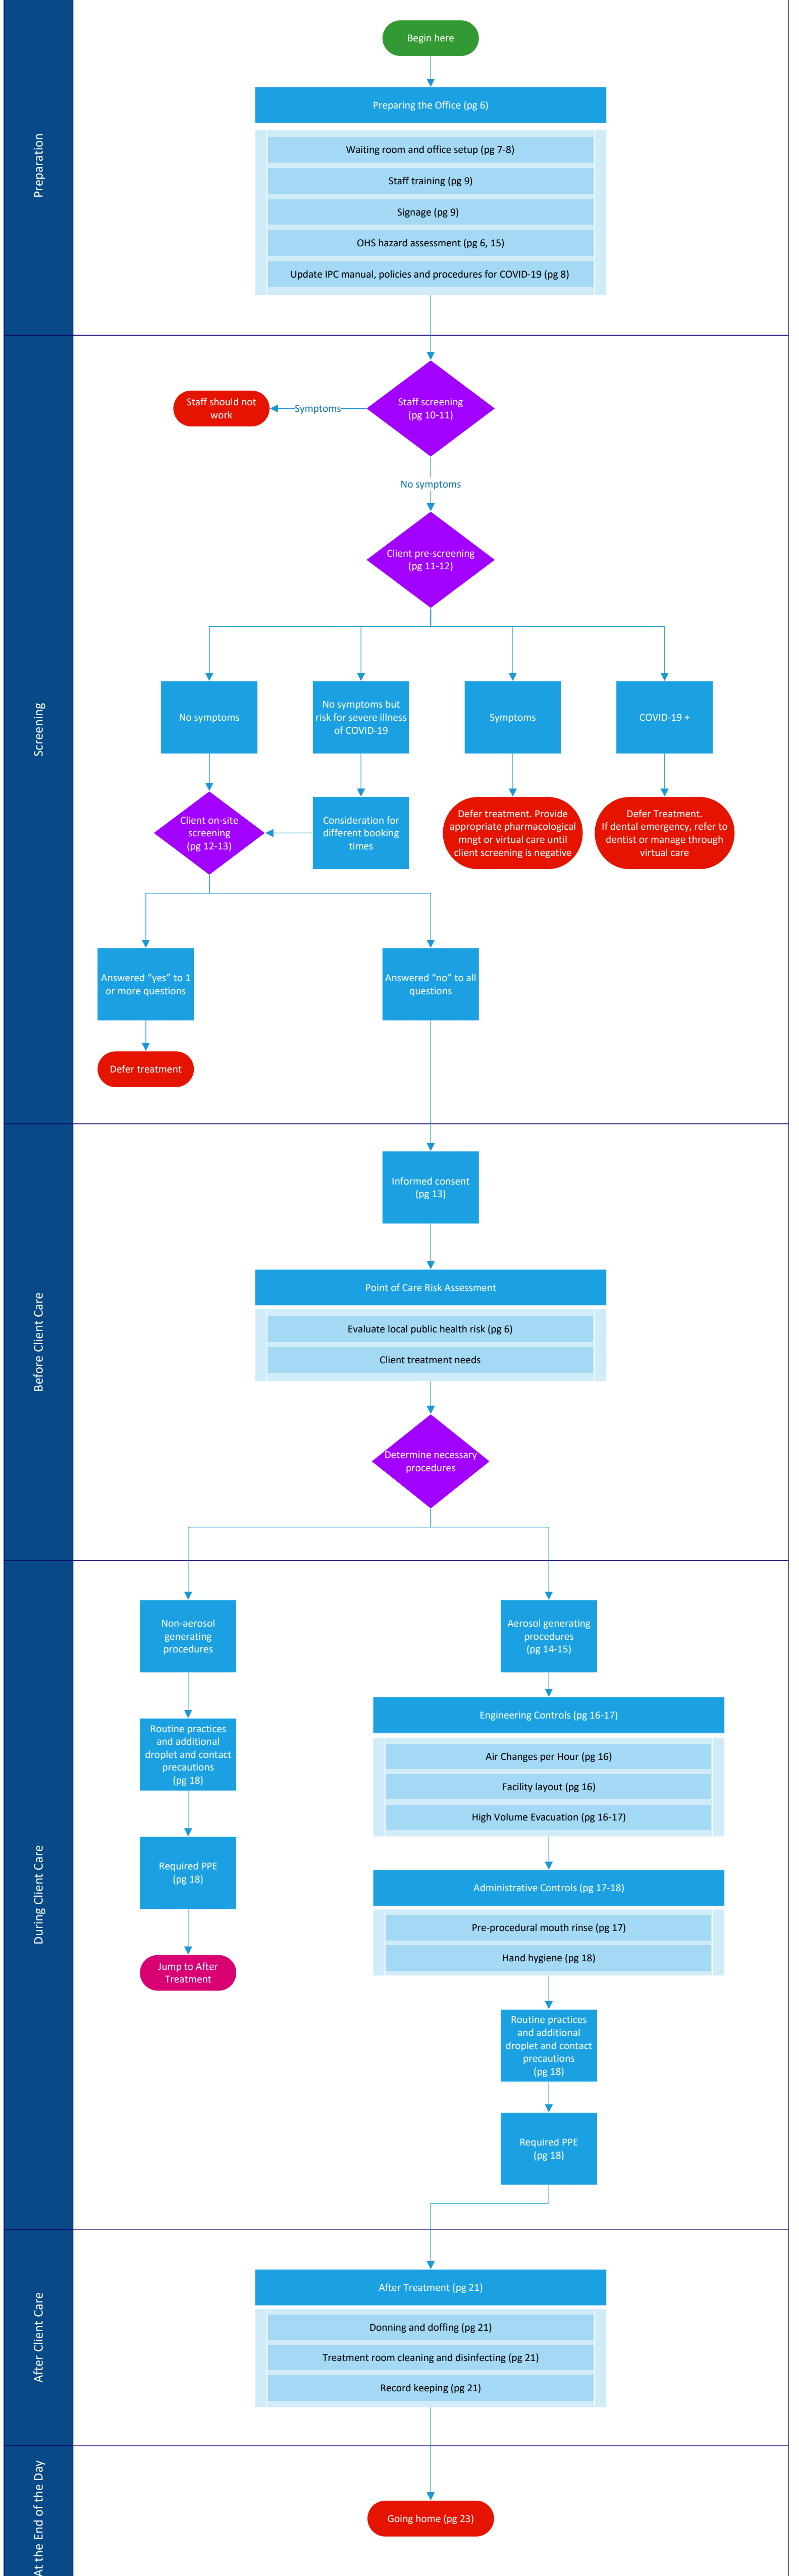 Preparation
Begin here
Preparing the Office (pg 6)
Waiting room and office setup (pg 7-8)
Staff training (pg 9)
Signage (pg 9)
OHS hazard assessment (pg 6, 15)
Update IPC manual, policies and procedures for COVID-19 (pg 8)
Screening
Staff screening
(pg 10-11)
Symptoms
Staff should not
work
No symptoms
Client pre-screening
(pg 11-12)
No symptoms
No symptoms but
risk for severe illness
of COVID-19
Symptoms
COVID-19 +
Client on-site
screening
(pg 12-13)
Consideration for
different booking
times
Defer treatment. Provide
appropriate pharmacological
mngt or virtual care until
client screening is negative
Defer Treatment.
If dental emergency, refer to
dentist or manage through
virtual care
Answered “yes” to 1
or more questions
Answered “no” to all
questions
Defer treatment
Before Client Care
Informed consent
(pg 13)
Point of Care Risk Assessment
Evaluate local public health risk (pg 6)
Client treatment needs
Determine necessary
procedures
During Client Care
Non-aerosol
generating
procedures
Routine practices
and additional
droplet and contact
precautions
(pg 18)
Required PPE
(pg 18)
Jump to After
Treatment
Aerosol generating
procedures
(pg 14-15)
Engineering Controls (pg 16-17)
Air Changes per Hour (pg 16)
Facility layout (pg 16)
High Volume Evacuation (pg 16-17)
Administrative Controls (pg 17-18)
Pre-procedural mouth rinse (pg 17)
Hand hygiene (pg 18)
Routine practices
and additional
droplet and contact
precautions
(pg 18)
Required PPE
(pg 18)
After Client Care
After Treatment (pg 21)
Donning and doffing (pg 21)
Treatment room cleaning and disinfecting (pg 21)
Record keeping (pg 21)
At the End of the Day
Going home (pg 23)